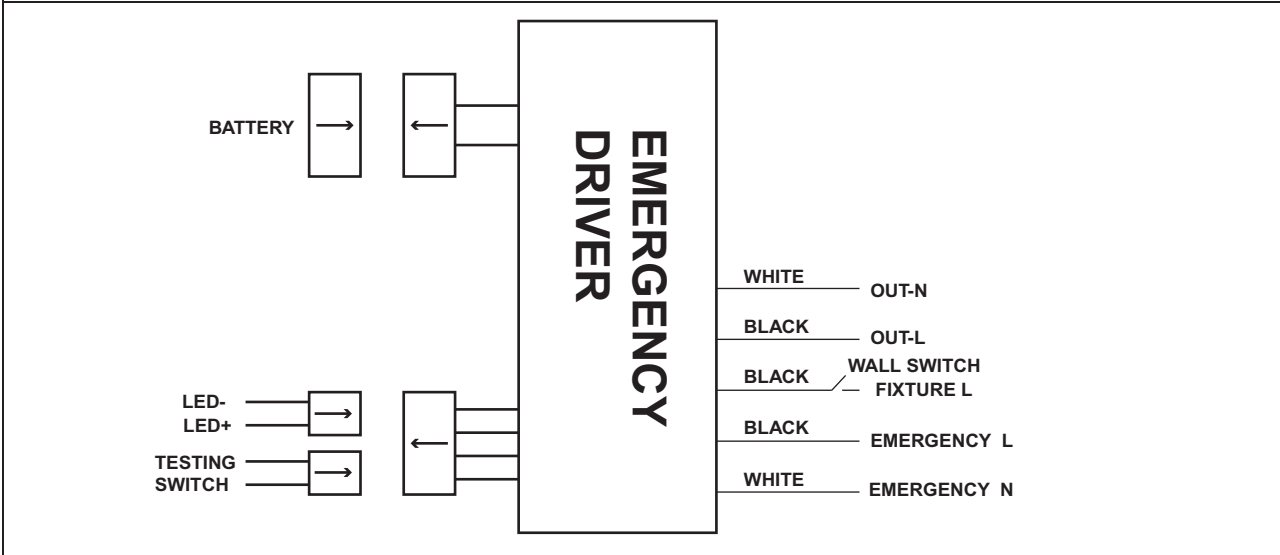 BATTERY
EMERGENCY
DRIVER
WHITE
OUT-N
BLACK
OUT-L
BLACK
WALL SWITCH
FIXTURE L
BLACK
EMERGENCY L
WHITE
EMERGENCY N
LED-
LED+
TESTING
SWITCH